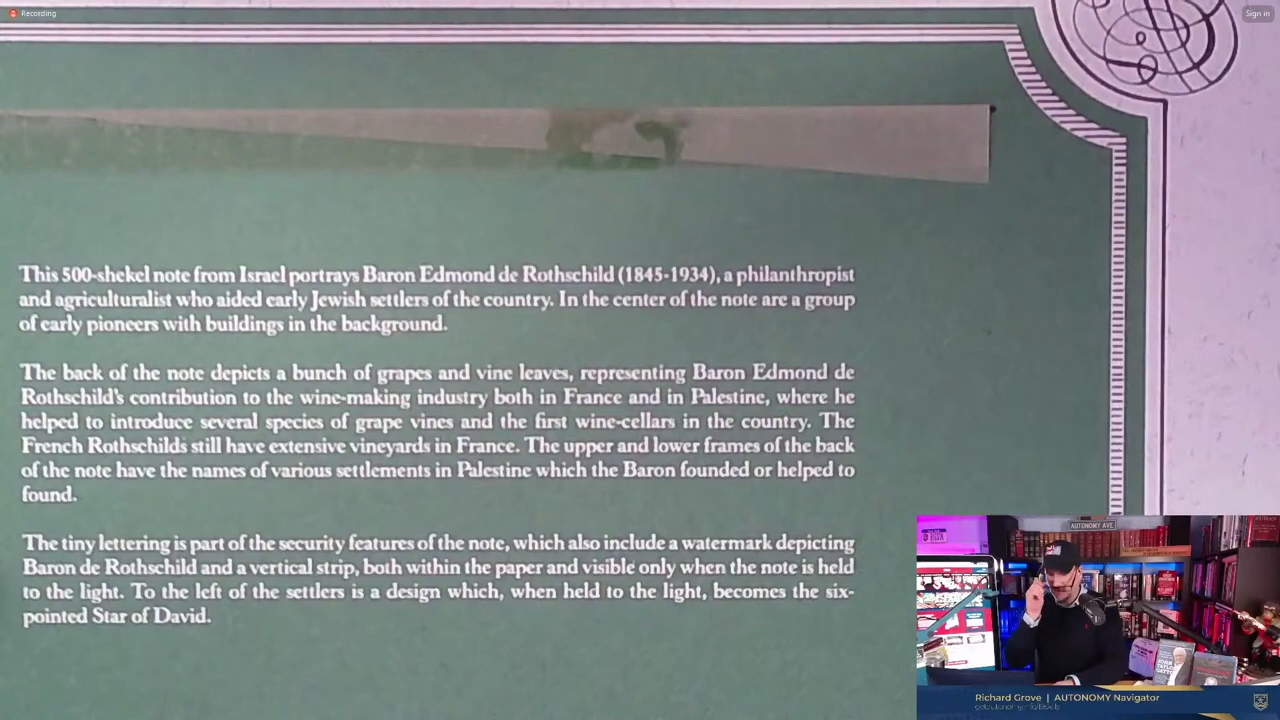 Recording
Sign in
This 500-shekel note from Israel portrays Baron Edmond de Rothschild (1845-1934), a philanthropist
and agriculturalist who aided early Jewish settlers of the country. In the center of the note are a group
of early pioneers with buildings in the background.
The back of the note depicts a bunch of grapes and vine leaves, representing Baron Edmond de
Rothschild's contribution to the wine-making industry both in France and in Palestine, where he
helped to introduce several species of grape vines and the first wine-cellars in the country. The
French Rothschilds still have extensive vineyards in France. The upper and lower frames of the back
of the note have the names of various settlements in Palestine which the Baron founded or helped to
found.
The tiny lettering is part of the security features of the note, which also include a watermark depicting
Baron de Rothschild and a vertical strip, both within the paper and visible only when the note is held
to the light. To the left of the settlers is a design which, when held to the light, becomes the six-
pointed Star of David.
AUTONOMY AVE
JOHN
TAYLOR
GATTO
Richard Grove | AUTONOMY Navigator